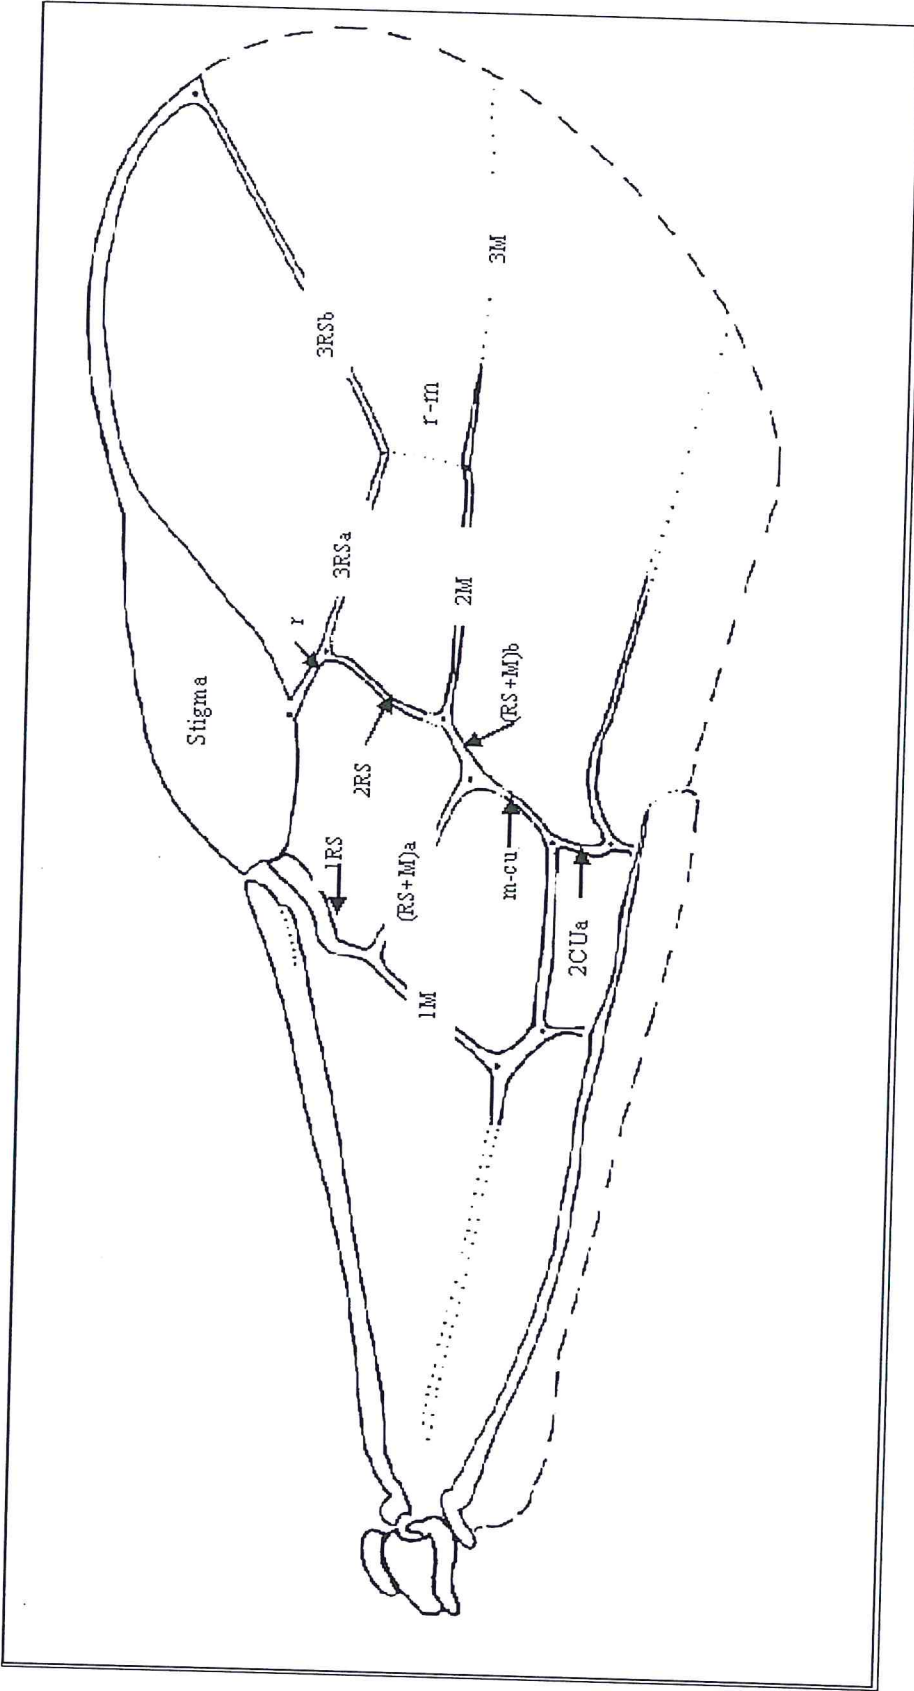 Stigma
r
3RSb
3RSa
r-m
3M
2M
2RS
1RS
(RS+M)b
(RS+M)a
1M
m-cu
2CUa